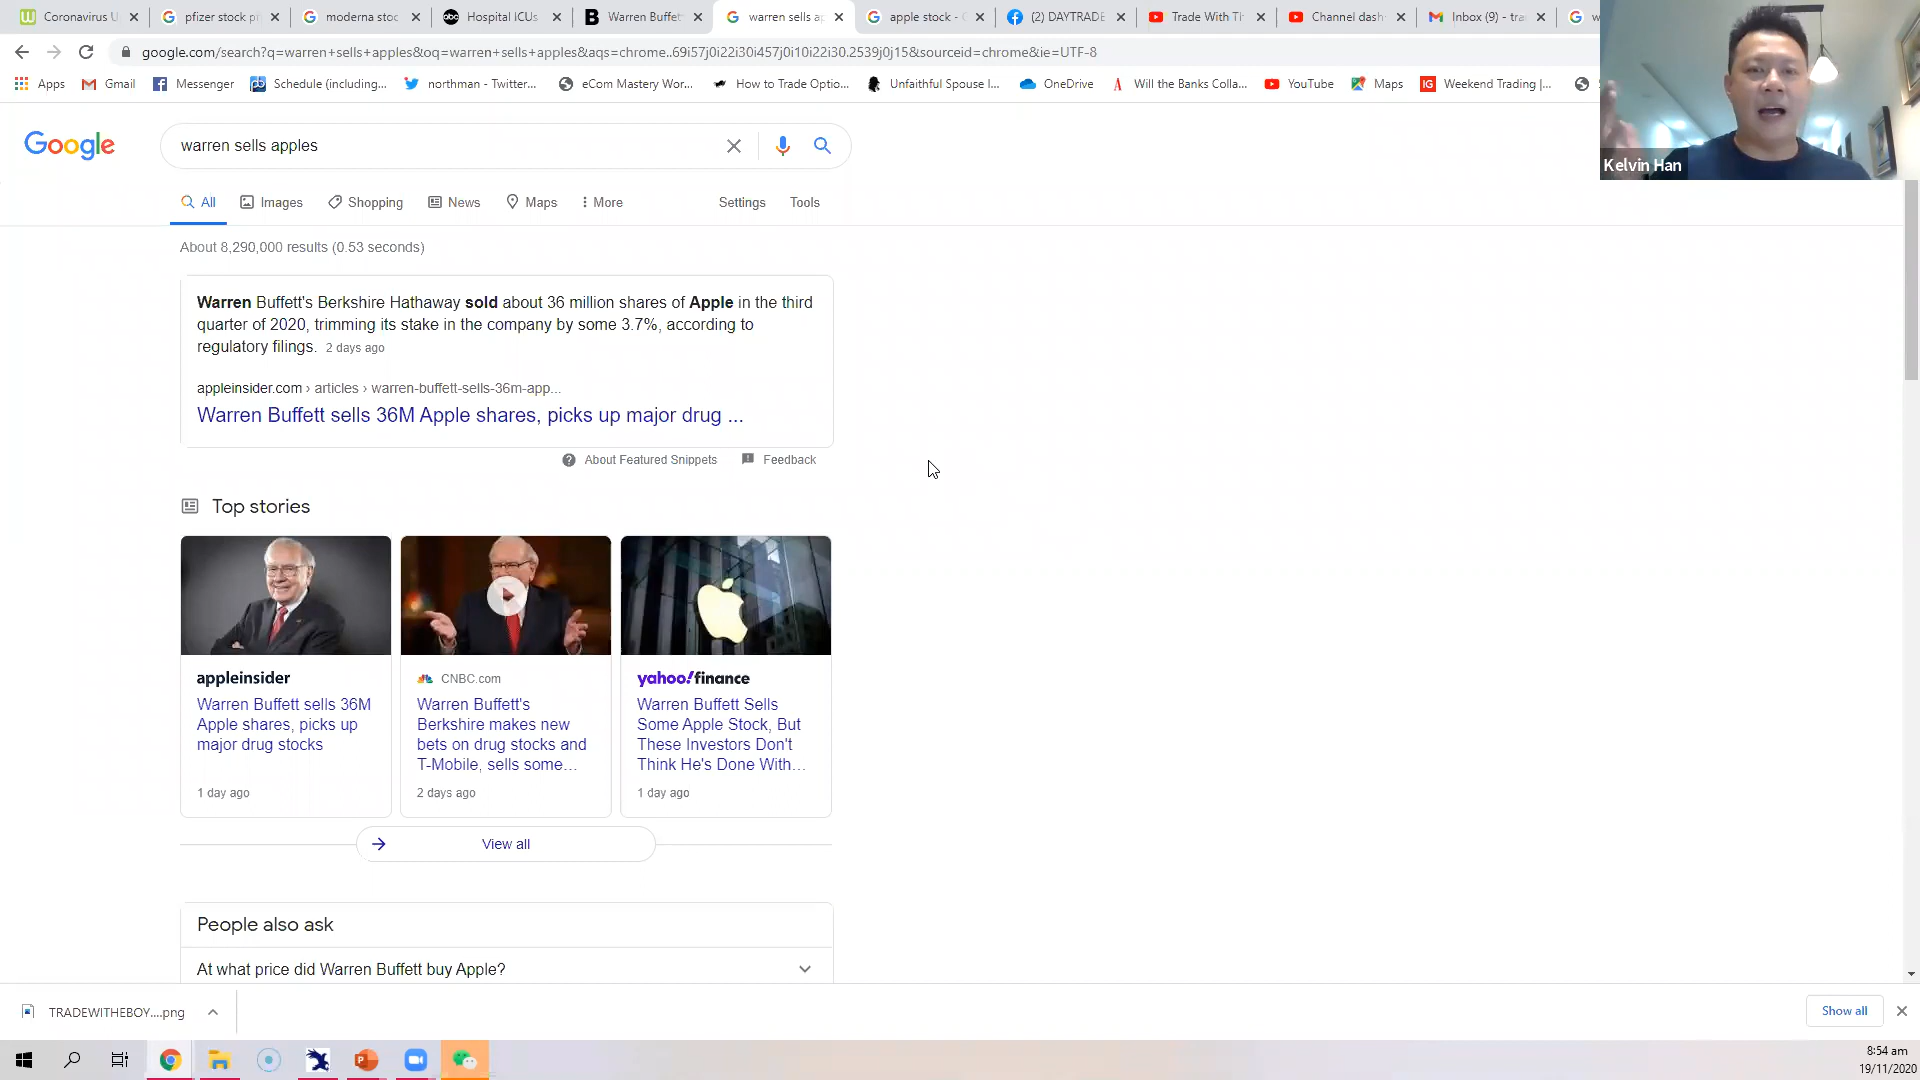 Coronavirus U
pfizer stock p
moderna stoc
Hospital ICUs
Warren Buffet
warren sells ap
apple stock - G
(2) DAYTRADE
Trade With Ti
Channel dash
Inbox (9) - tra
google.com/search?q=warren+sells+apples&oq=warren+sells+apples&aqs=chrome..69i57j0i22i30i457j0i10i22i30.2539j0j15&sourceid=chrome&ie=UTF-8
Apps
Gmail
Messenger
Schedule (including...
northman - Twitter...
eCom Mastery Wor...
How to Trade Optio...
Unfaithful Spouse I...
OneDrive
Will the Banks Colla...
YouTube
Maps
IG Weekend Trading |...
Kelvin Han
Google
warren sells apples
All
Images
Shopping
News
Maps
More
Settings
Tools
About 8,290,000 results (0.53 seconds)
Warren Buffett's Berkshire Hathaway sold about 36 million shares of Apple in the third
quarter of 2020, trimming its stake in the company by some 3.7%, according to
regulatory filings. 2 days ago
appleinsider.com › articles › warren-buffett-sells-36m-app...
Warren Buffett sells 36M Apple shares, picks up major drug ...
About Featured Snippets
Feedback
Top stories
appleinsider
Warren Buffett sells 36M
Apple shares, picks up
major drug stocks
1 day ago
CNBC.com
Warren Buffett's
Berkshire makes new
bets on drug stocks and
T-Mobile, sells some...
2 days ago
yahoo!finance
Warren Buffett Sells
Some Apple Stock, But
These Investors Don't
Think He's Done With...
1 day ago
View all
People also ask
At what price did Warren Buffett buy Apple?
TRADEWITHEBOY....png
Show all
8:54 am
19/11/2020